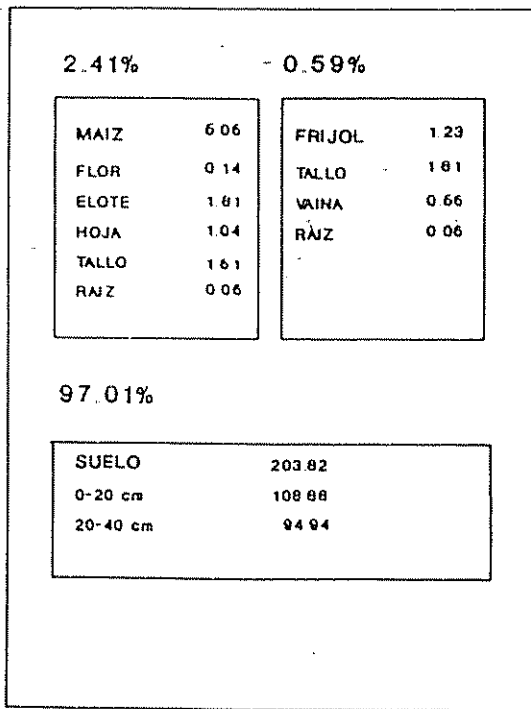 2.41%
0.59%
MAIZ 5.06
FLOR 0.14
ELOTE 1.81
HOJA 1.04
TALLO 1.61
RAIZ 0.06
FRIJOL 1.23
TALLO 1.81
VAINA 0.66
RAIZ 0.06
97.01%
SUELO 203.82
0-20 cm 108.88
20-40 cm 94.94